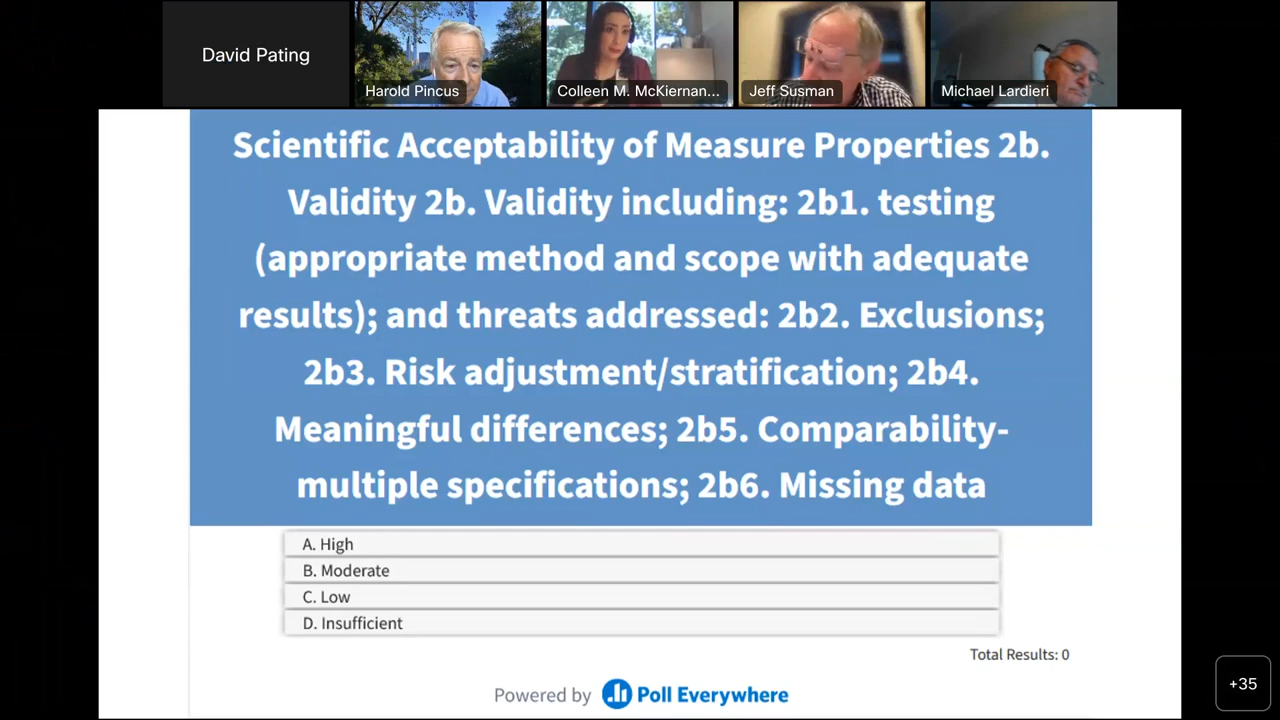 David Pating
Harold Pincus
Colleen M. McKiernan...
Jeff Susman
Michael Lardieri
Scientific Acceptability of Measure Properties 2b.
Validity 2b. Validity including: 2b1. testing
(appropriate method and scope with adequate
results); and threats addressed: 2b2. Exclusions;
2b3. Risk adjustment/stratification; 2b4.
Meaningful differences; 2b5. Comparability-
multiple specifications; 2b6. Missing data
A. High
B. Moderate
C. Low
D. Insufficient
Total Results: 0
Powered by Poll Everywhere
+35